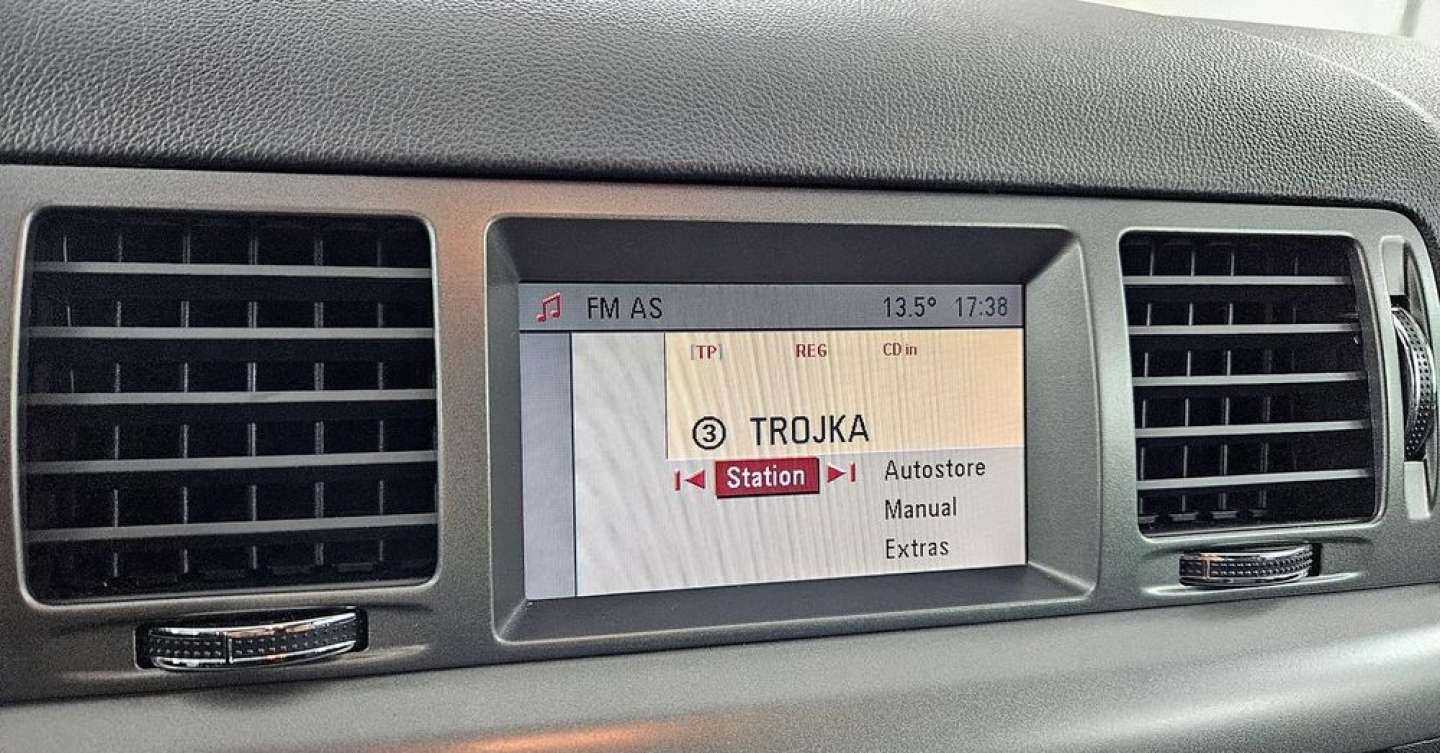 FM AS 13.5° 17:38
[TP] REG CD in
3 TROJKA
Station Autostore
Manual
Extras